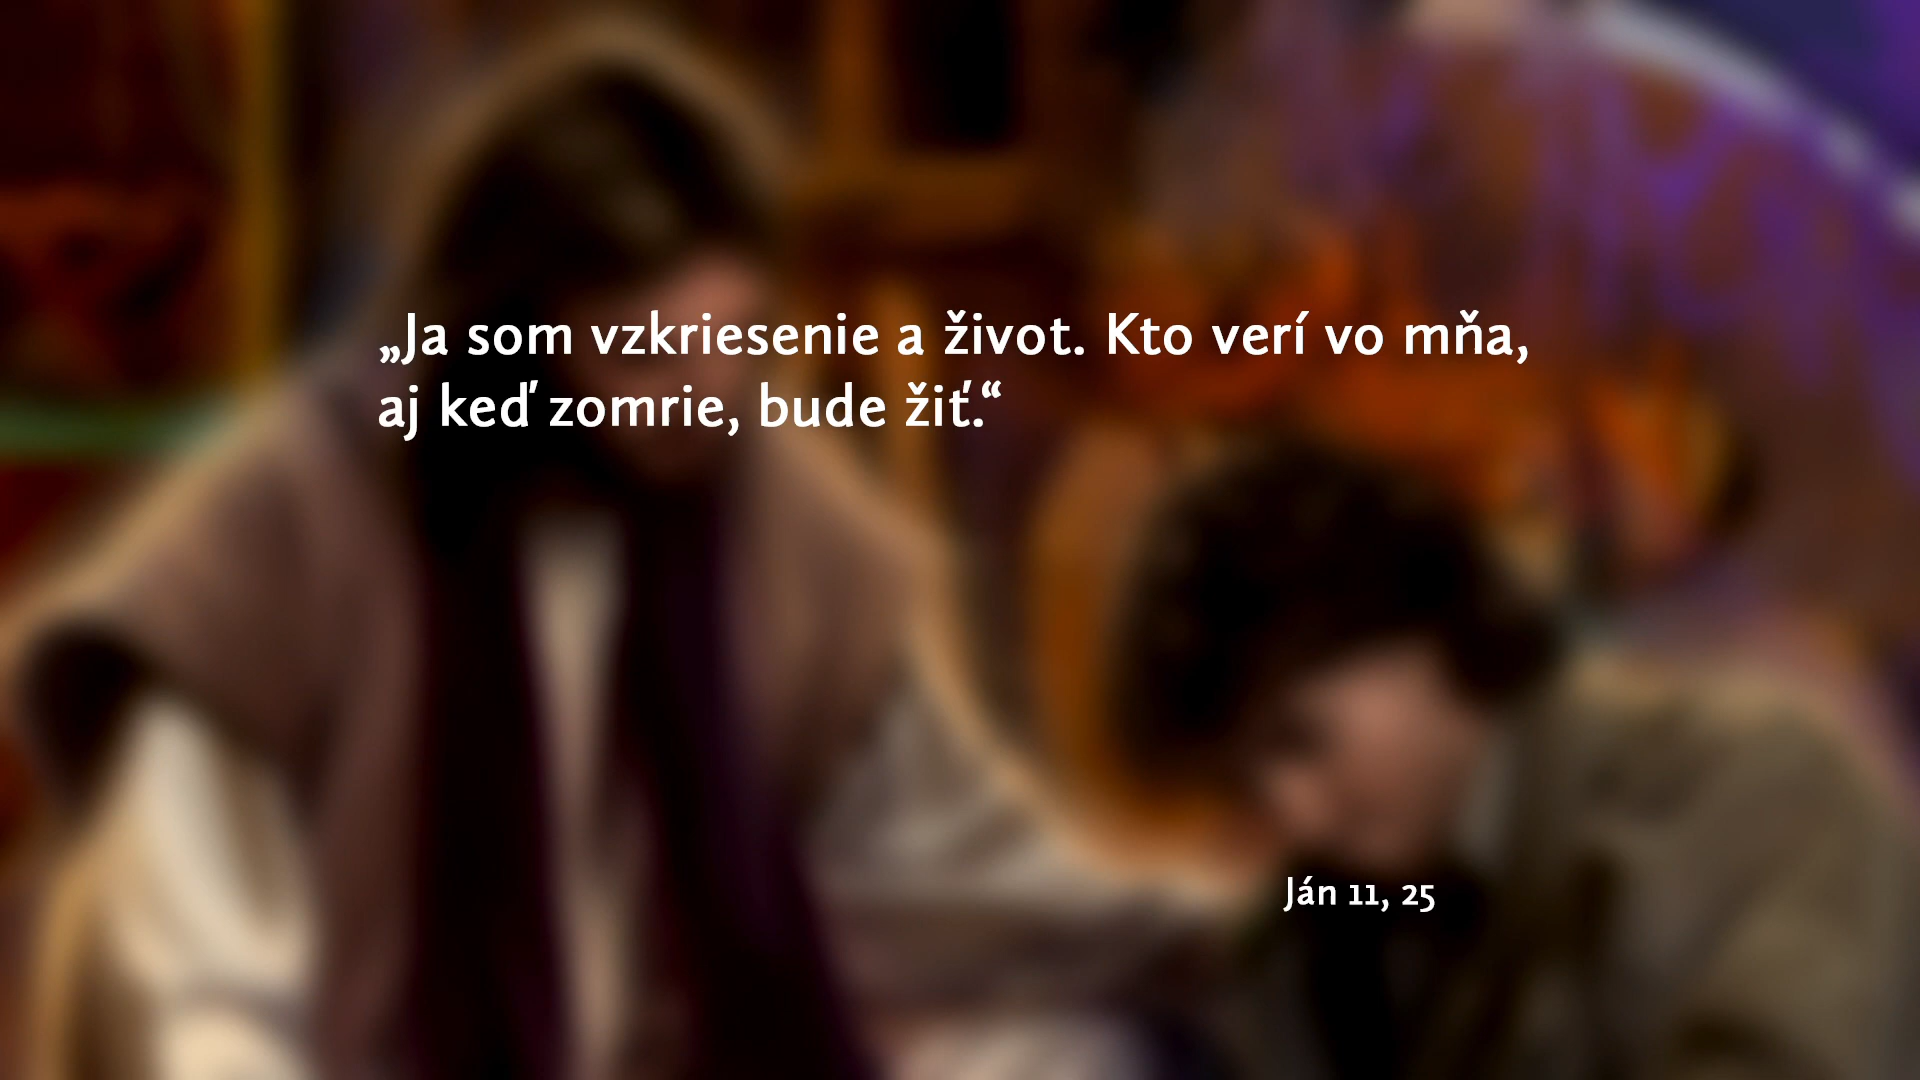 „Ja som vzkriesenie a život. Kto verí vo mňa,
aj keď zomrie, bude žiť.“
Ján 11, 25